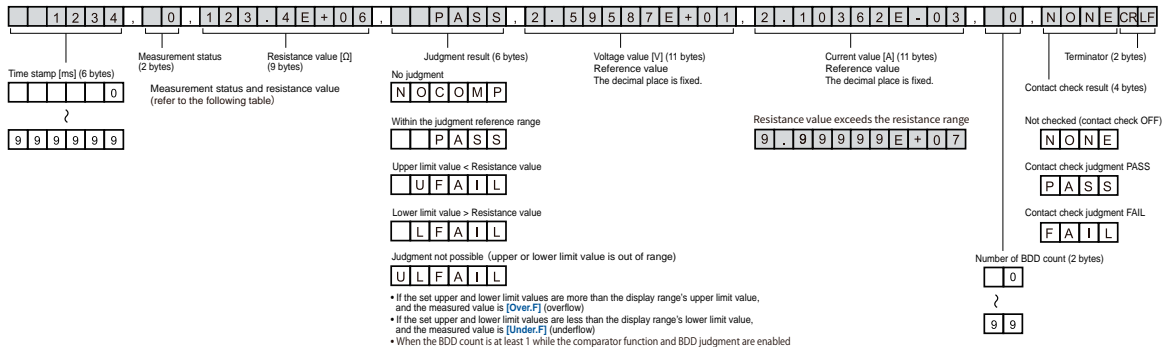 1234, 0,123.4E+06, PASS,2.59587E+01,2.10362E-03, 0,NONECRLF
Time stamp [ms] (6 bytes)
0
~
999999
Measurement status
(2 bytes)
Resistance value [Ω]
(9 bytes)
Measurement status and resistance value
(refer to the following table)
Judgment result (6 bytes)
No judgment
NOCOMP
Within the judgment reference range
PASS
Upper limit value < Resistance value
UFAIL
Lower limit value > Resistance value
LFAIL
Judgment not possible (upper or lower limit value is out of range)
ULFAIL
• If the set upper and lower limit values are more than the display range's upper limit value,
and the measured value is [Over.F] (overflow)
• If the set upper and lower limit values are less than the display range's lower limit value,
and the measured value is [Under.F] (underflow)
• When the BDD count is at least 1 while the comparator function and BDD judgment are enabled
Voltage value [V] (11 bytes)
Reference value
The decimal place is fixed.
Current value [A] (11 bytes)
Reference value
The decimal place is fixed.
Resistance value exceeds the resistance range
9.99999E+07
Number of BDD count (2 bytes)
0
~
99
Terminator (2 bytes)
Contact check result (4 bytes)
Not checked (contact check OFF)
NONE
Contact check judgment PASS
PASS
Contact check judgment FAIL
FAIL